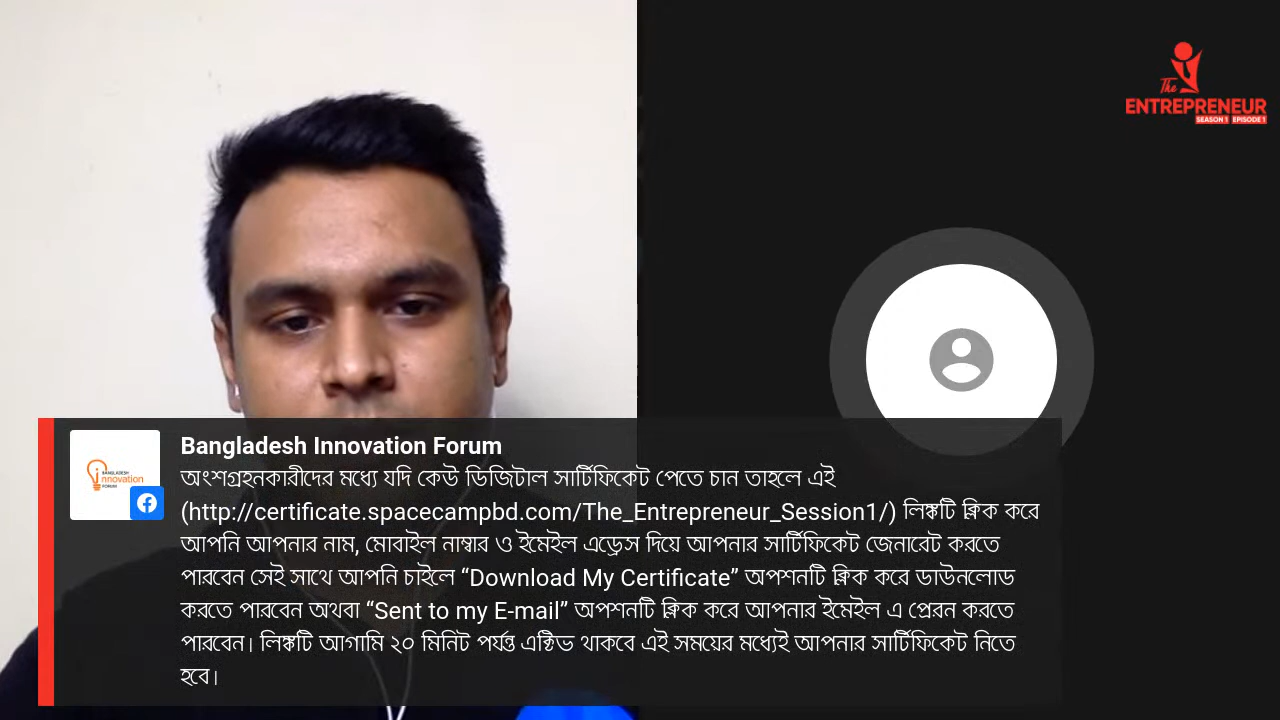 The
ENTREPRENEUR
SEASON 1 EPISODE 1
Bangladesh Innovation Forum
BANGLADESH
innovation
FORUM
অংশগ্রহনকারীদের মধ্যে যদি কেউ ডিজিটাল সার্টিফিকেট পেতে চান তাহলে এই
(http://certificate.spacecampbd.com/The_Entrepreneur_Session1/) লিঙ্কটি ক্লিক করে
আপনি আপনার নাম, মোবাইল নাম্বার ও ইমেইল এড্রেস দিয়ে আপনার সার্টিফিকেট জেনারেট করতে
পারবেন সেই সাথে আপনি চাইলে “Download My Certificate” অপশনটি ক্লিক করে ডাউনলোড
করতে পারবেন অথবা “Sent to my E-mail” অপশনটি ক্লিক করে আপনার ইমেইল এ প্রেরন করতে
পারবেন। লিঙ্কটি আগামি ২০ মিনিট পর্যন্ত এক্টিভ থাকবে এই সময়ের মধ্যেই আপনার সার্টিফিকেট নিতে
হবে।